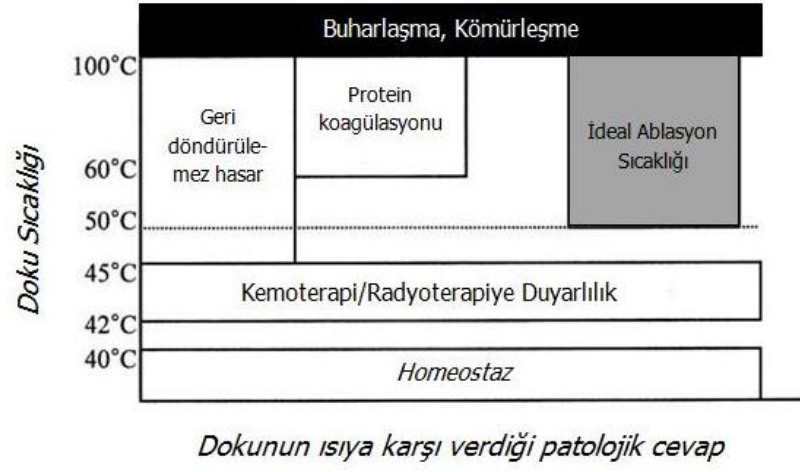 Buharlaşma, Kömürleşme
100°C
Geri
döndürüle-
mez hasar
Protein
koagülasyonu
İdeal Ablasyon
Sıcaklığı
60°C
50°C
45°C
Kemoterapi/Radyoterapiye Duyarlılık
42°C
40°C
Homeostaz
Doku Sıcaklığı
Dokunun ısıya karşı verdiği patolojik cevap